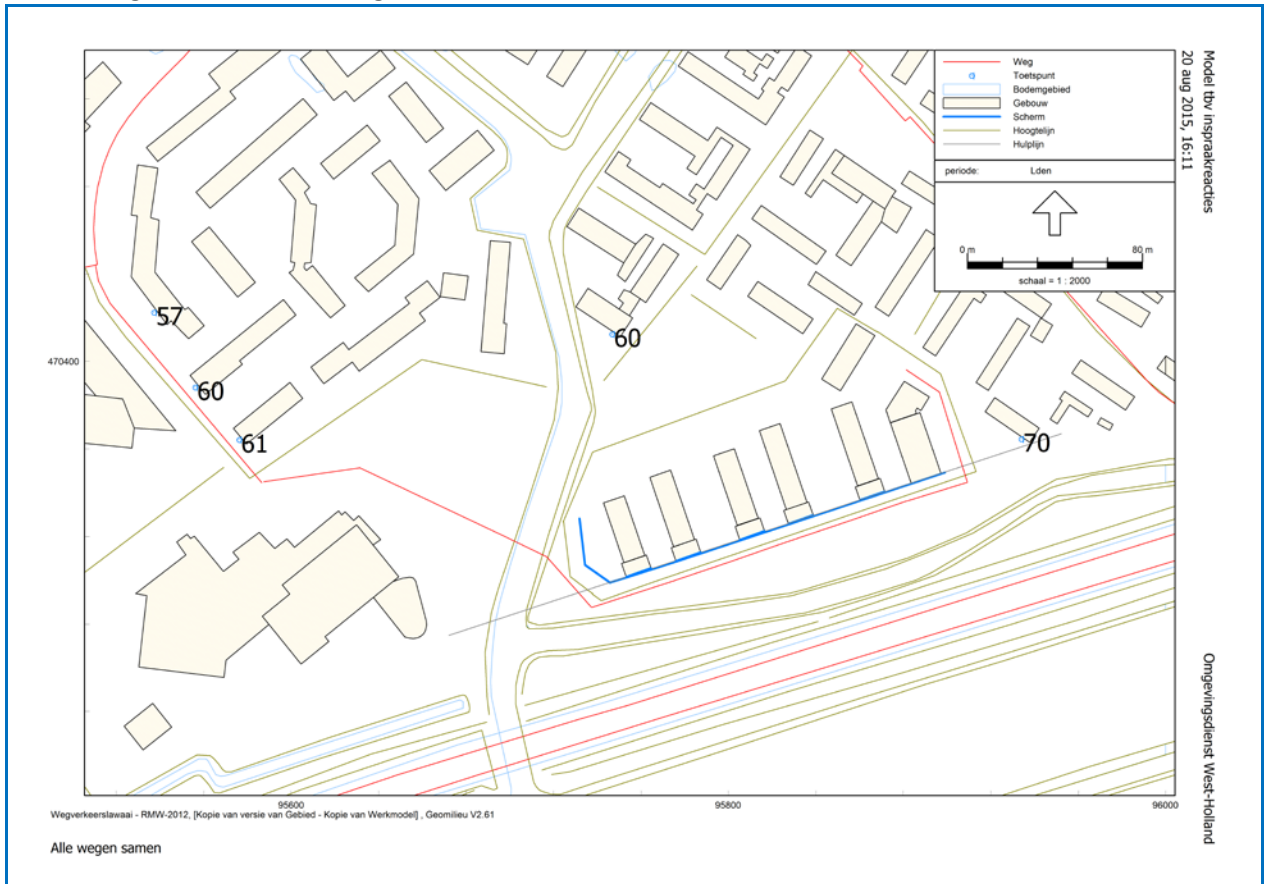 Weg
Toetspunt
Bodemgebied
Gebouw
Scherm
Hoogtelijn
Hulplijn
periode: Lden
0 m 80 m
schaal = 1 : 2000
Model tbv inspraakreacties
20 aug 2015, 16:11
57
60
60
61
70
470400
95600 95800 96000
Omgevingsdienst West-Holland
Wegverkeerslawaai - RMW-2012, [Kopie van versie van Gebied - Kopie van Werkmodel] , Geomilieu V2.61
Alle wegen samen